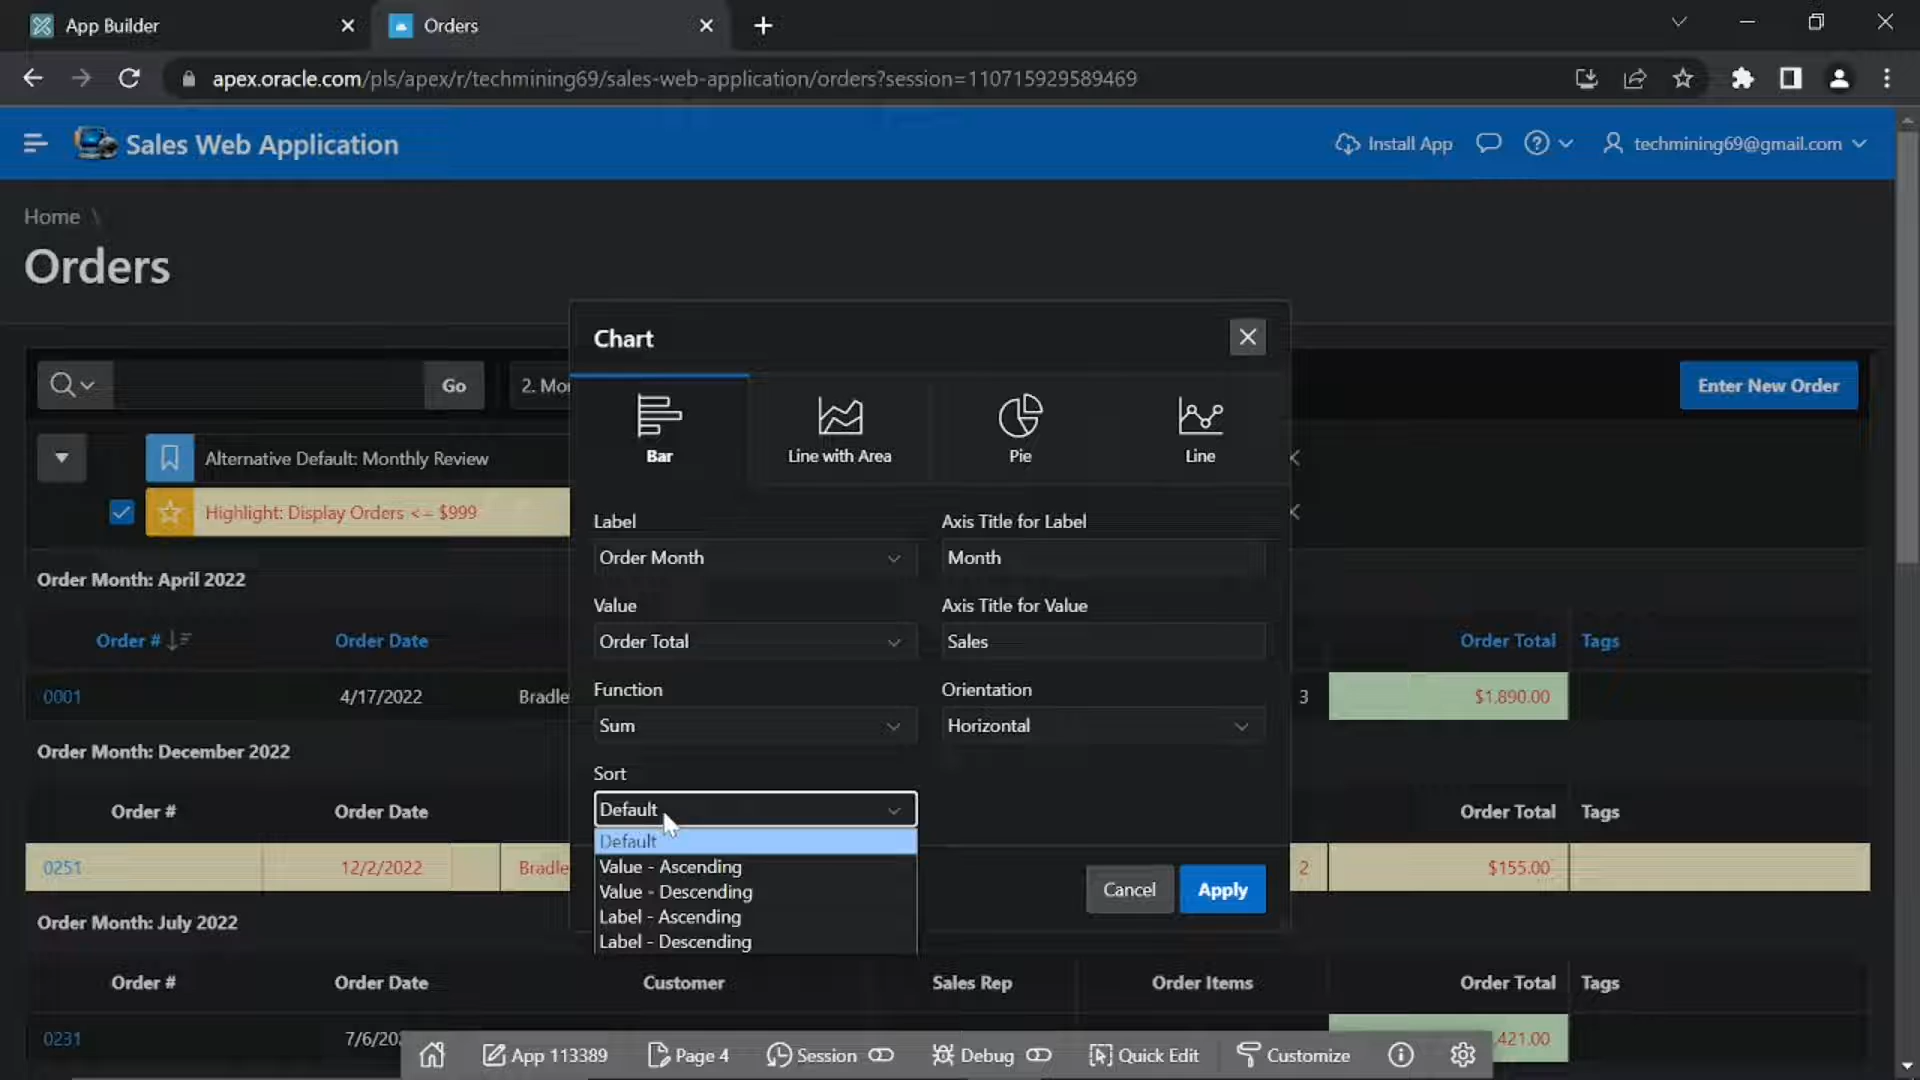 App Builder
Orders
apex.oracle.com/pls/apex/r/techmining69/sales-web-application/orders?session=110715929589469
Sales Web Application
Install App
techmining69@gmail.com
Home \
Orders
Go
2. Mo
Enter New Order
Alternative Default: Monthly Review
Highlight: Display Orders <= $999
Chart
Bar
Line with Area
Pie
Line
Label
Axis Title for Label
Order Month
Month
Value
Axis Title for Value
Order Total
Sales
Function
Orientation
Sum
Horizontal
Sort
Default
Default
Value - Ascending
Value - Descending
Label - Ascending
Label - Descending
Cancel
Apply
Order Month: April 2022
Order # Order Date Order Total Tags
0001 4/17/2022 Bradle 3 $1,890.00
Order Month: December 2022
Order # Order Date Order Total Tags
0251 12/2/2022 Bradle 2 $155.00
Order Month: July 2022
Order # Order Date Customer Sales Rep Order Items Order Total Tags
0231 7/6/20 421.00
App 113389 Page 4 Session Debug Quick Edit Customize